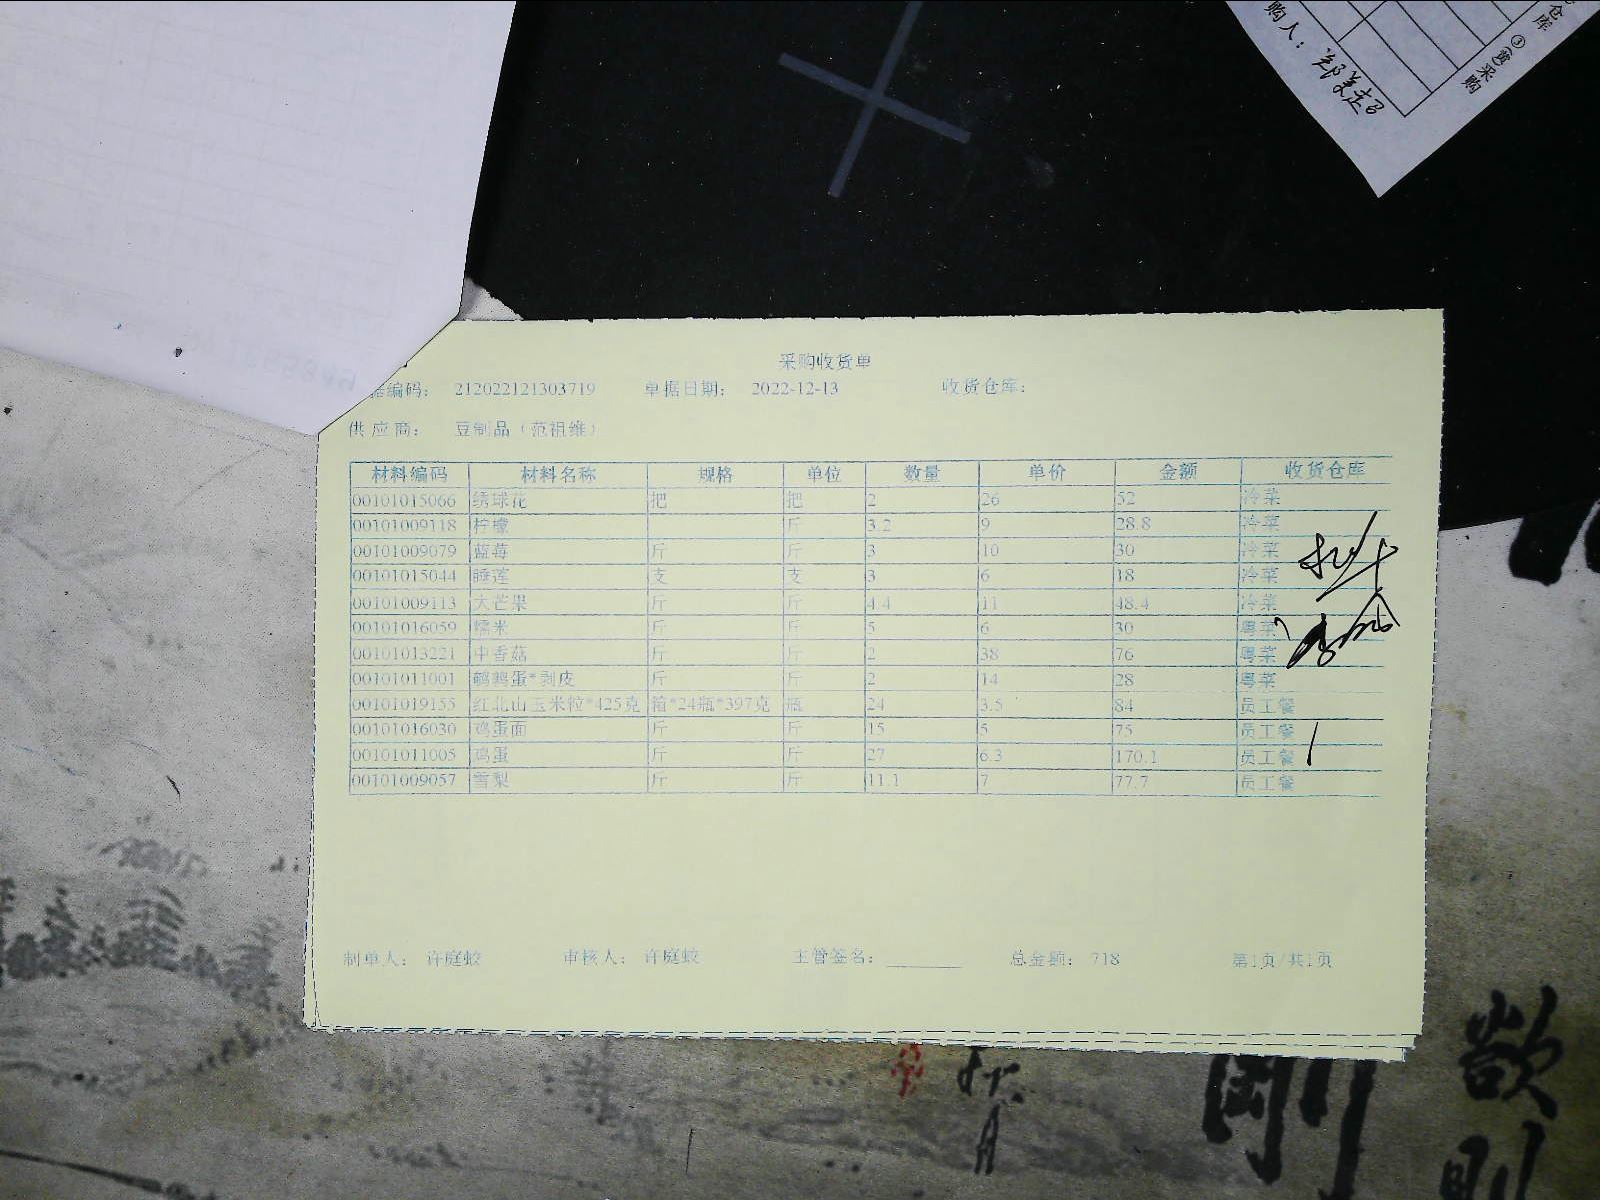 仓库
③(黄)采购
购人：
采购收货单
据编码： 212022121303719 单据日期： 2022-12-13 收货仓库：
供应商： 豆制品（范祖维）
材料编码 材料名称 规格 单位 数量 单价 金额 收货仓库
00101015066 绣球花 把 把 2 26 52 冷菜
00101009118 柠檬 斤 3.2 9 28.8 冷菜
00101009079 蓝莓 斤 斤 3 10 30 冷菜
00101015044 睡莲 支 支 3 6 18 冷菜
00101009113 大芒果 斤 斤 4.4 11 48.4 冷菜
00101016059 糯米 斤 斤 5 6 30 粤菜
00101013221 中香菇 斤 斤 2 38 76 粤菜
00101011001 鹌鹑蛋*剥皮 斤 斤 2 14 28 粤菜
00101019155 红北山玉米粒*425克 箱*24瓶*397克 瓶 24 3.5 84 员工餐
00101016030 鸡蛋面 斤 斤 15 5 75 员工餐
00101011005 鸡蛋 斤 斤 27 6.3 170.1 员工餐
00101009057 雪梨 斤 斤 11.1 7 77.7 员工餐
制单人： 许庭蛟 审核人： 许庭蛟 主管签名： 总金额： 718 第1页/共1页